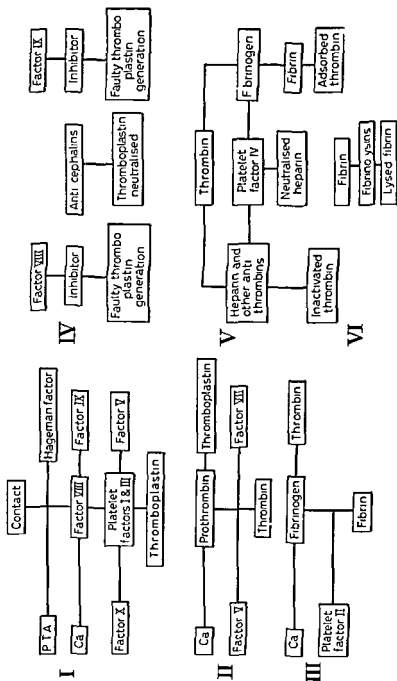 I
Contact
P T A
Hageman factor
Ca
Factor VIII
Factor IX
Factor X
Platelet
factors I & III
Factor V
Thromboplastin
II
Ca
Prothrombin
Thromboplastin
Factor V
Factor VII
Thrombin
III
Ca
Fibrinogen
Thrombin
Platelet
factor II
Fibrin
IV
Factor VIII
Inhibitor
Faulty thrombo
plastin
generation
Anti cephalins
Thromboplastin
neutralised
Factor IX
Inhibitor
Faulty thrombo
plastin
generation
V
Thrombin
Heparin and
other anti
thrombins
Platelet
factor IV
Fibrinogen
Inactivated
thrombin
Neutralised
heparin
Fibrin
Adsorbed
thrombin
VI
Fibrin
Fibrinolysins
Lysed fibrin